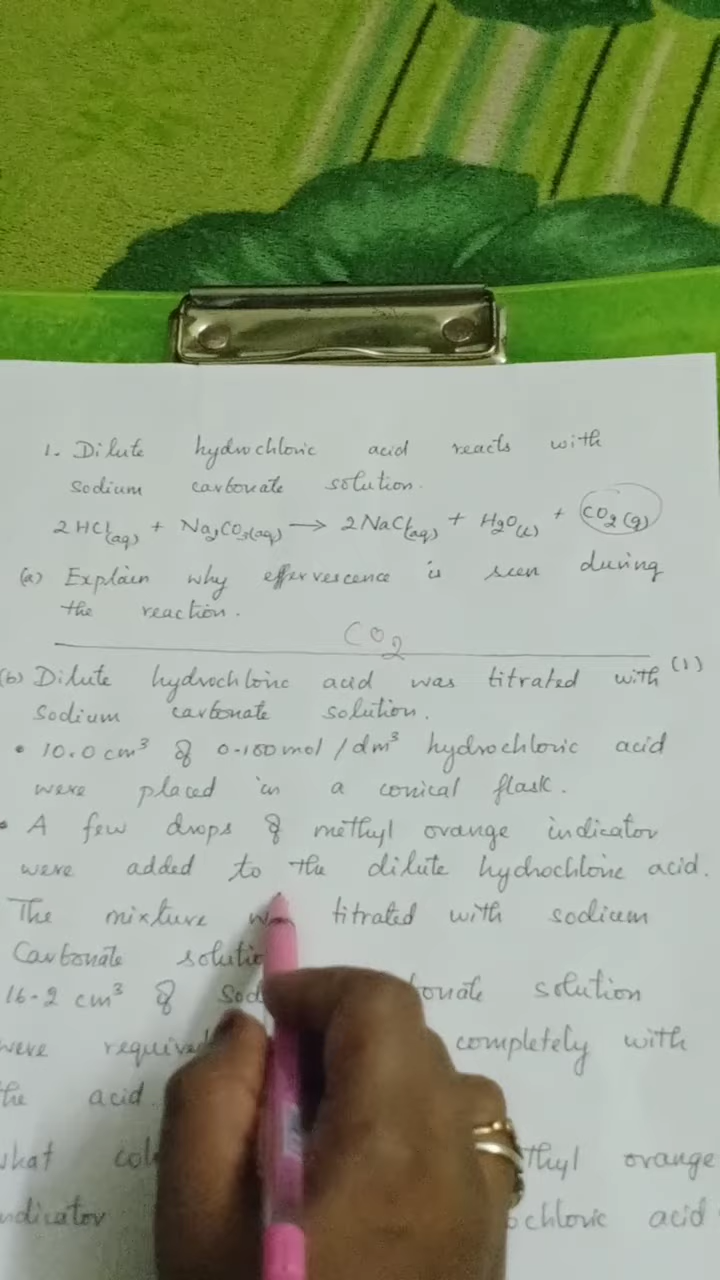 1. Dilute hydrochloric acid reacts with
sodium carbonate solution.
2HCl(aq) + Na2CO3(aq) → 2NaCl(aq) + H2O(l) + CO2(g)
(a) Explain why effervescence is seen during
the reaction.
CO2
(1)
(b) Dilute hydrochloric acid was titrated with
sodium carbonate solution.
• 10.0 cm³ of 0.100 mol/dm³ hydrochloric acid
were placed in a conical flask.
• A few drops of methyl orange indicator
were added to the dilute hydrochloric acid.
The mixture titrated with sodium
Carbonate
16.2 cm³ of solution
were completely with
the acid
what orange
indicator acid